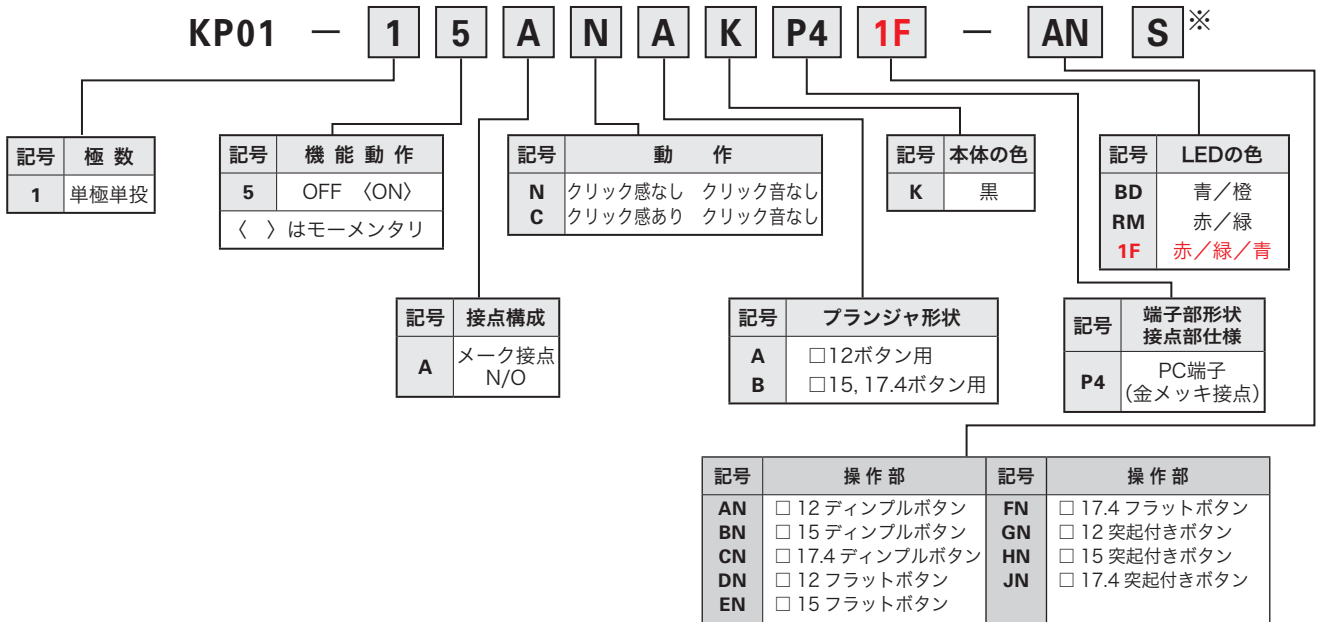 KP01 — 1 5 A N A K P4 1F — AN S※
記号 極 数
1 単極単投
記号 機 能 動 作
5 OFF 〈ON〉
〈 〉はモーメンタリ
記号 動 作
N クリック感なし クリック音なし
C クリック感あり クリック音なし
記号 本体の色
K 黒
記号 LEDの色
BD 青／橙
RM 赤／緑
1F 赤／緑／青
記号 接点構成
A メーク接点
N/O
記号 プランジャ形状
A □12ボタン用
B □15, 17.4ボタン用
記号 端子部形状
接点部仕様
P4 PC端子
(金メッキ接点)
記号 操 作 部 記号 操 作 部
AN □ 12 ディンプルボタン FN □ 17.4 フラットボタン
BN □ 15 ディンプルボタン GN □ 12 突起付きボタン
CN □ 17.4 ディンプルボタン HN □ 15 突起付きボタン
DN □ 12 フラットボタン JN □ 17.4 突起付きボタン
EN □ 15 フラットボタン